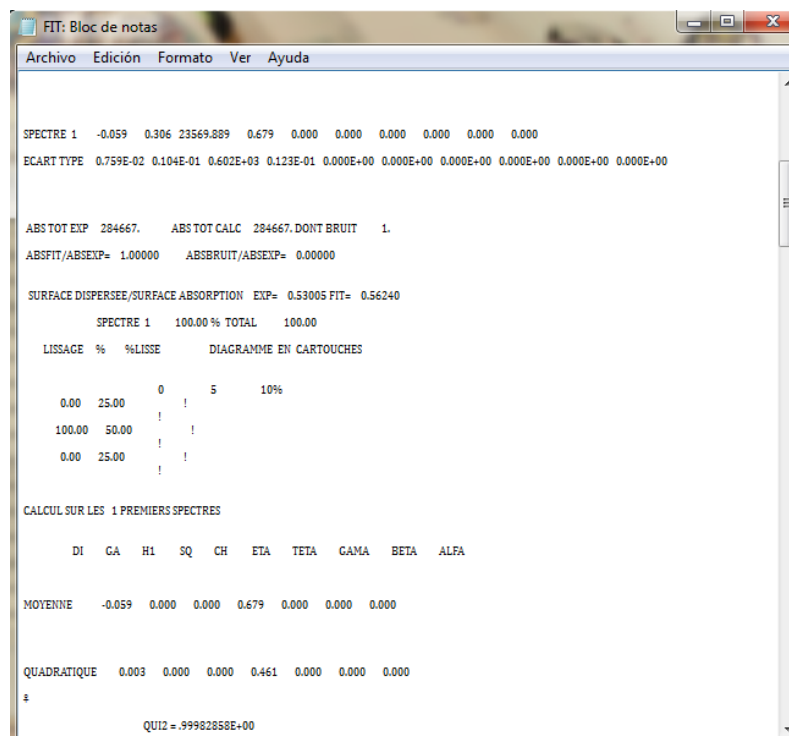 FIT: Bloc de notas
Archivo Edición Formato Ver Ayuda
SPECTRE 1 -0.059 0.306 23569.889 0.679 0.000 0.000 0.000 0.000 0.000 0.000
ECART TYPE 0.759E-02 0.104E-01 0.602E+03 0.123E-01 0.000E+00 0.000E+00 0.000E+00 0.000E+00 0.000E+00 0.000E+00
ABS TOT EXP 284667. ABS TOT CALC 284667. DONT BRUIT 1.
ABSFIT/ABSEXP= 1.00000 ABSBRUIT/ABSEXP= 0.00000
SURFACE DISPERSEE/SURFACE ABSORPTION EXP= 0.53005 FIT= 0.56240
SPECTRE 1 100.00 % TOTAL 100.00
LISSAGE % %LISSE DIAGRAMME EN CARTOUCHES
0 5 10%
0.00 25.00 !
!
100.00 50.00 !
!
0.00 25.00 !
!
CALCUL SUR LES 1 PREMIERS SPECTRES
DI GA H1 SQ CH ETA TETA GAMA BETA ALFA
MOYENNE -0.059 0.000 0.000 0.679 0.000 0.000 0.000
QUADRATIQUE 0.003 0.000 0.000 0.461 0.000 0.000 0.000
QUI2 = .99982858E+00